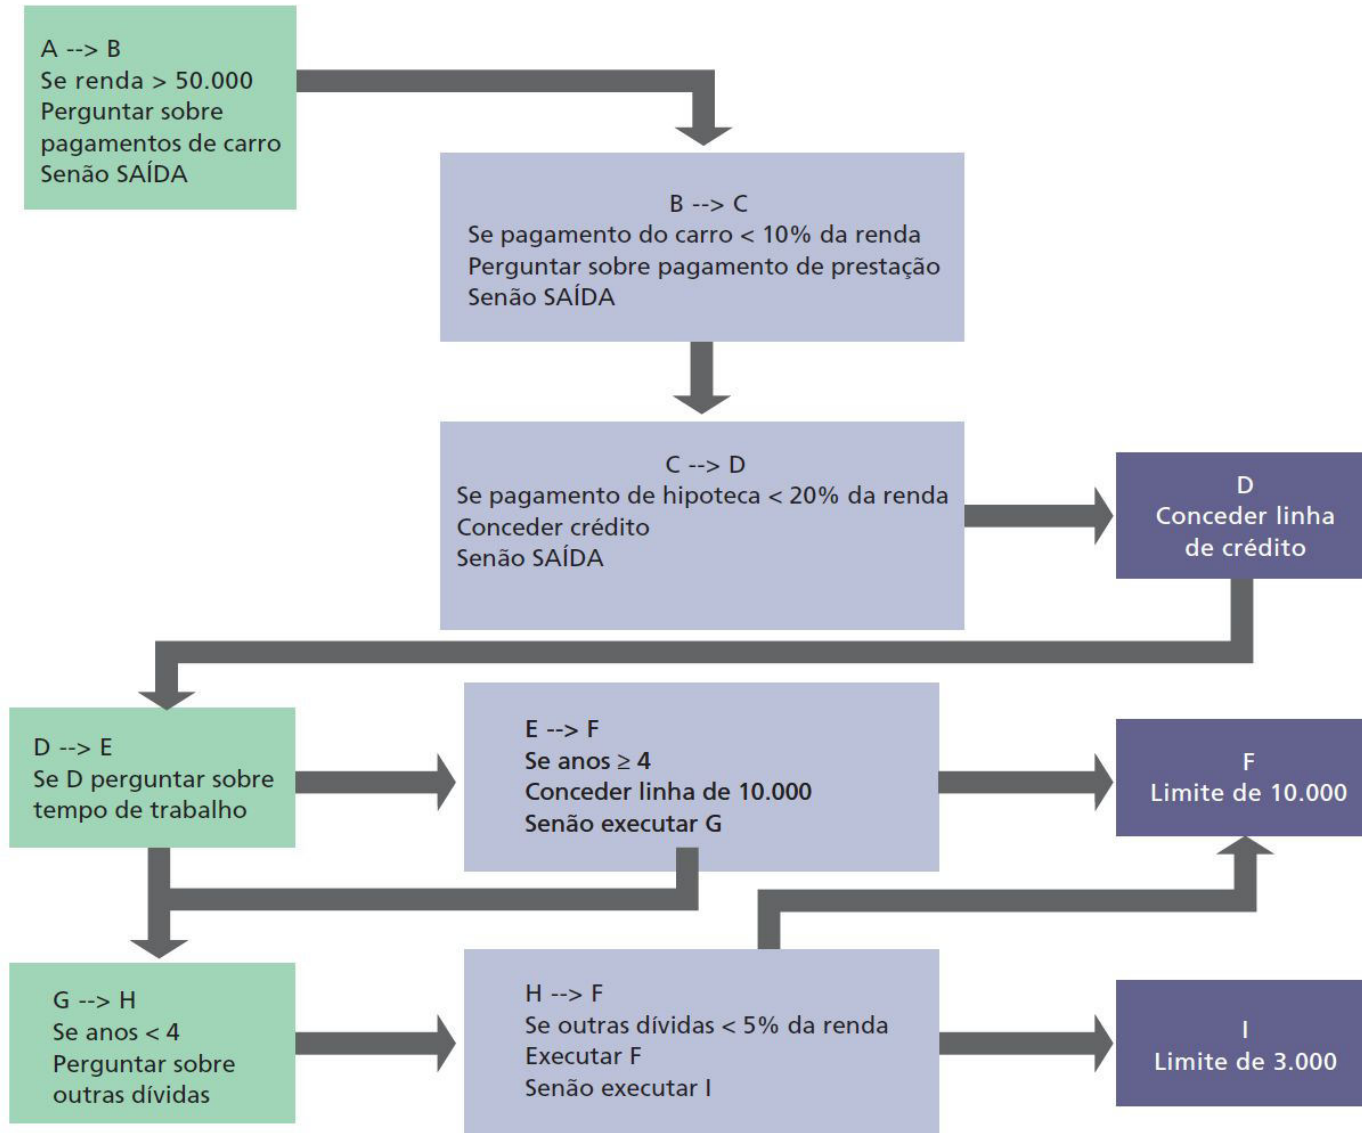 A --> B
Se renda > 50.000
Perguntar sobre
pagamentos de carro
Senão SAÍDA
B --> C
Se pagamento do carro < 10% da renda
Perguntar sobre pagamento de prestação
Senão SAÍDA
C --> D
Se pagamento de hipoteca < 20% da renda
Conceder crédito
Senão SAÍDA
D
Conceder linha
de crédito
D --> E
Se D perguntar sobre
tempo de trabalho
E --> F
Se anos ≥ 4
Conceder linha de 10.000
Senão executar G
F
Limite de 10.000
G --> H
Se anos < 4
Perguntar sobre
outras dívidas
H --> F
Se outras dívidas < 5% da renda
Executar F
Senão executar I
I
Limite de 3.000